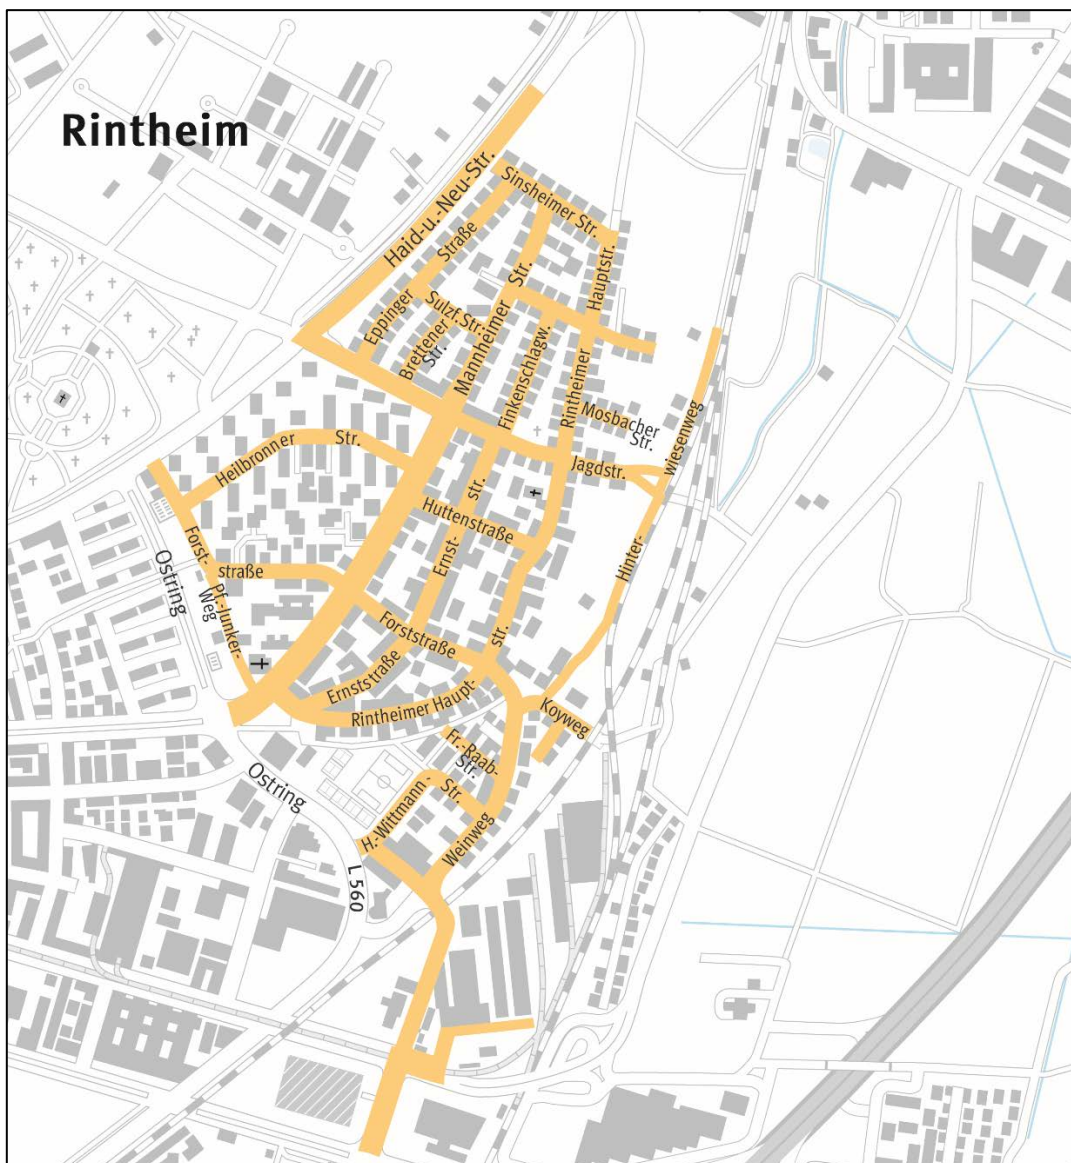 Rintheim
Haid-u.-Neu-Str.
Sinsheimer Str.
Straße
Eppinger
Hauptstr.
Rintheimer
Str.
Mannheimer
Sulzf.Str.
Brettener
Str.
Finkenschlagw.
Mosbacher
Str.
wiesenweg
Hinter-
Jagdstr.
Heilbronner
Str.
Huttenstraße
str.
Ernst-
Forst-
straße
Pf.-Junker-
Weg
Ostring
Forststraße
str.
Ernststraße
Rintheimer Haupt-
Koyweg
Fr.-Raab-
Str.
H.-Wittmann-
Str.
Weinweg
Ostring
L 560